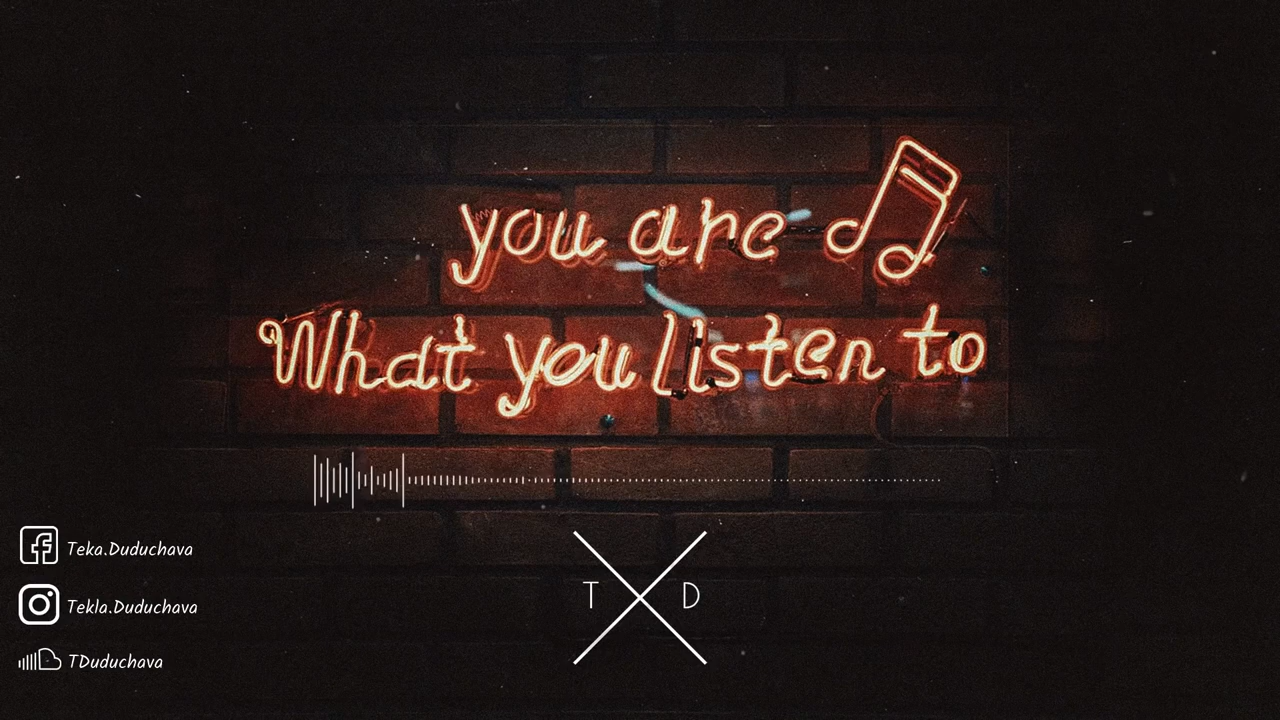 you are
What you listen to
Teka.Duduchava
Tekla.Duduchava
TDuduchava
T D